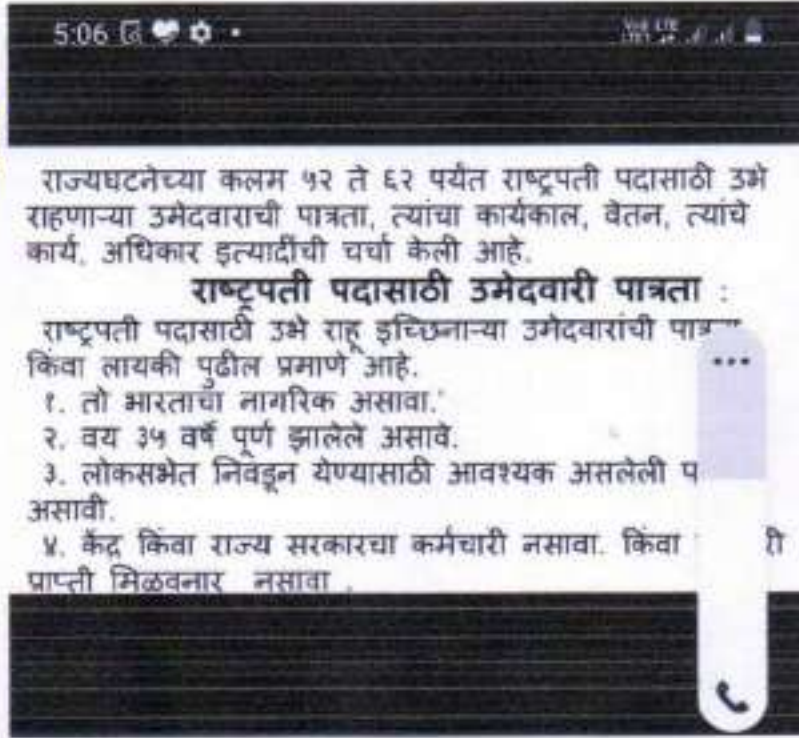 5:06
राज्यघटनेच्या कलम ५२ ते ६२ पर्यंत राष्ट्रपती पदासाठी उभे
राहणाऱ्या उमेदवाराची पात्रता, त्यांचा कार्यकाल, वेतन, त्यांचे
कार्य, अधिकार इत्यादींची चर्चा केली आहे.
राष्ट्रपती पदासाठी उमेदवारी पात्रता :
राष्ट्रपती पदासाठी उभे राहू इच्छिनाऱ्या उमेदवारांची
किंवा लायकी पुढील प्रमाणे आहे.
१. तो भारताचा नागरिक असावा.'
२. वय ३५ वर्षे पूर्ण झालेले असावे.
३. लोकसभेत निवडून येण्यासाठी आवश्यक असलेली
असावी.
४. केंद्र किंवा राज्य सरकारचा कर्मचारी नसावा. किंवा
प्राप्ती मिळवनार नसावा .